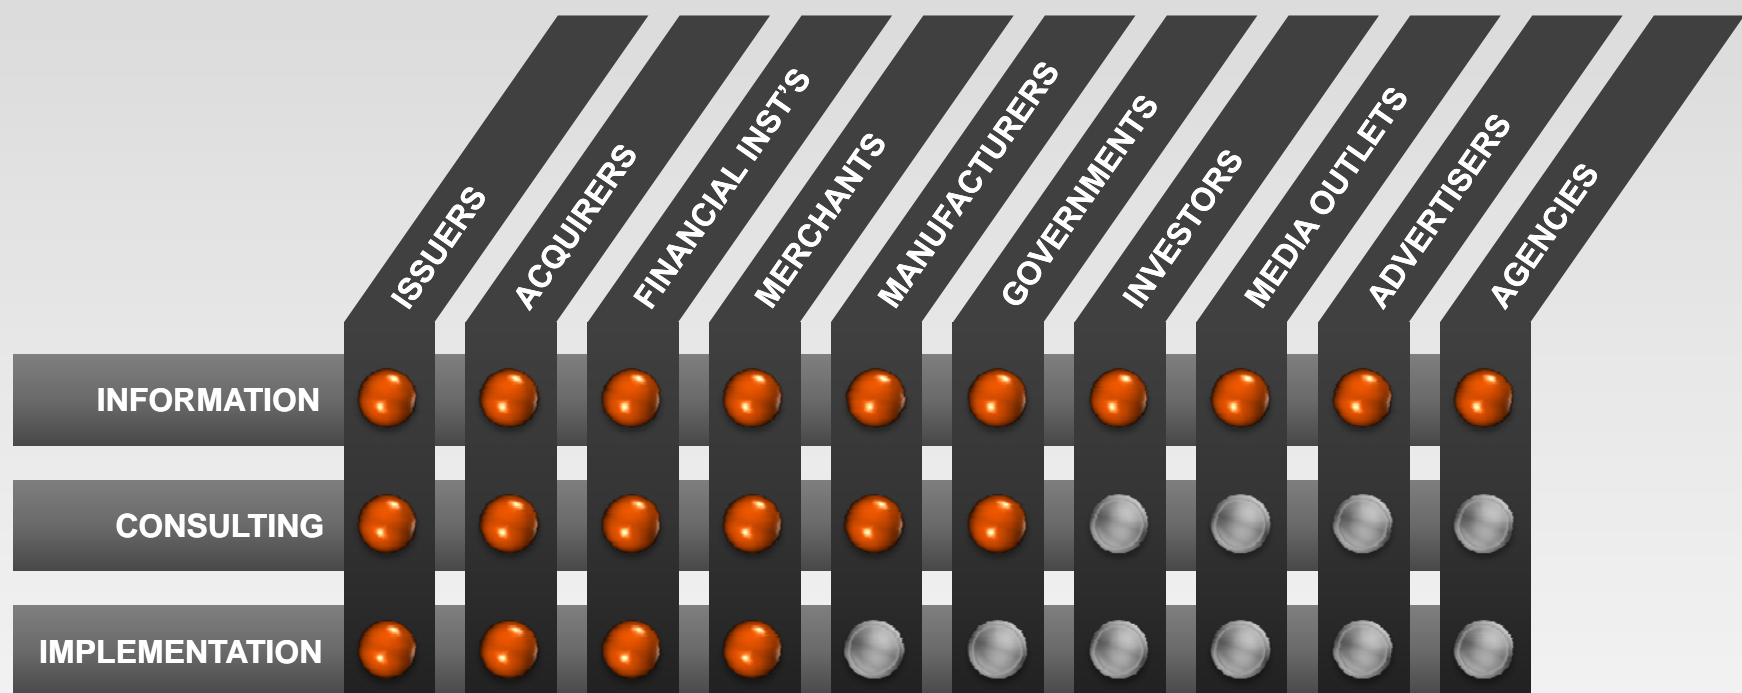 ISSUERS
ACQUIRERS
FINANCIAL INST’S
MERCHANTS
MANUFACTURERS
GOVERNMENTS
INVESTORS
MEDIA OUTLETS
ADVERTISERS
AGENCIES
INFORMATION
CONSULTING
IMPLEMENTATION